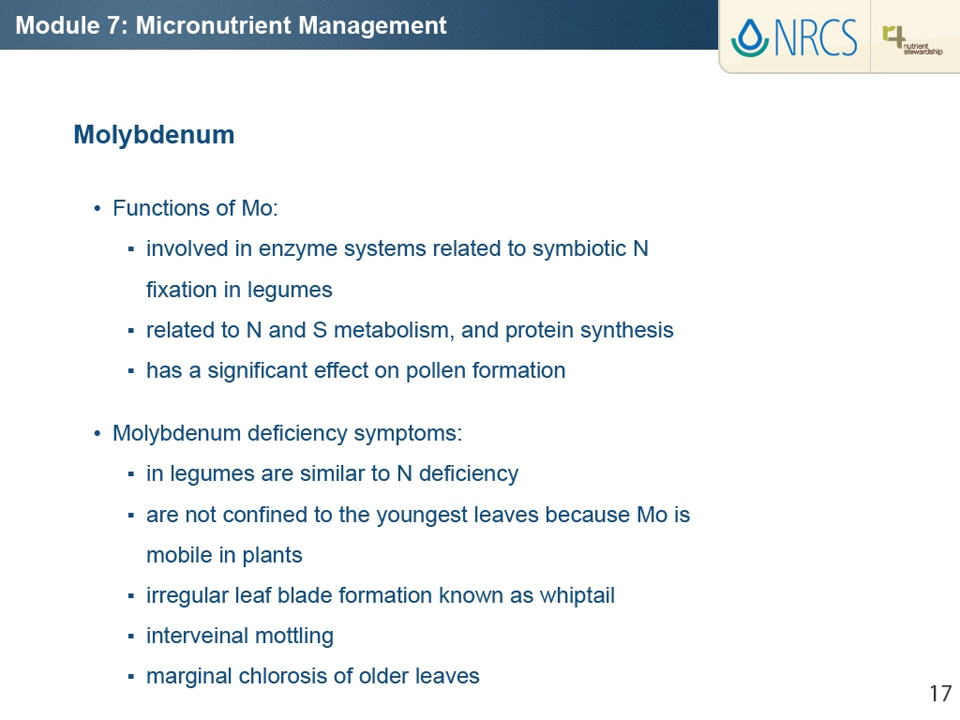 Module 7: Micronutrient Management
NRCS
r4 nutrient
stewardship
Molybdenum
• Functions of Mo:
▪ involved in enzyme systems related to symbiotic N
fixation in legumes
▪ related to N and S metabolism, and protein synthesis
▪ has a significant effect on pollen formation
• Molybdenum deficiency symptoms:
▪ in legumes are similar to N deficiency
▪ are not confined to the youngest leaves because Mo is
mobile in plants
▪ irregular leaf blade formation known as whiptail
▪ interveinal mottling
▪ marginal chlorosis of older leaves
17